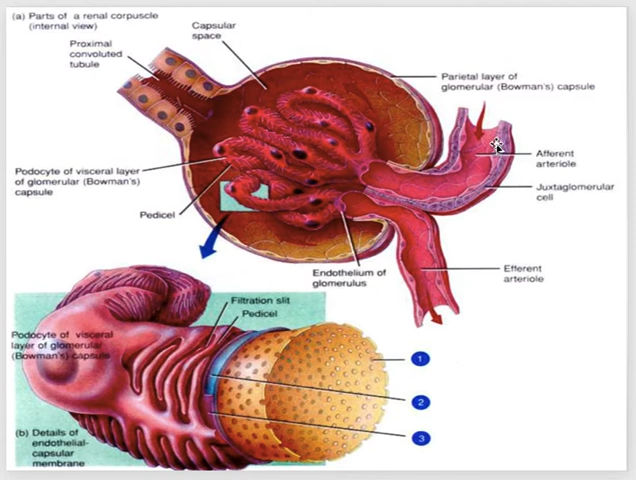 (a) Parts of a renal corpuscle
(internal view)
Capsular
space
Proximal
convoluted
tubule
Parietal layer of
glomerular (Bowman's) capsule
Afferent
arteriole
Podocyte of visceral layer
of glomerular (Bowman's)
capsule
Juxtaglomerular
cell
Pedicel
Endothelium of
glomerulus
Efferent
arteriole
Filtration slit
Pedicel
Podocyte of visceral
layer of glomerular
(Bowman's) capsule
1
2
3
(b) Details of
endothelial-
capsular
membrane